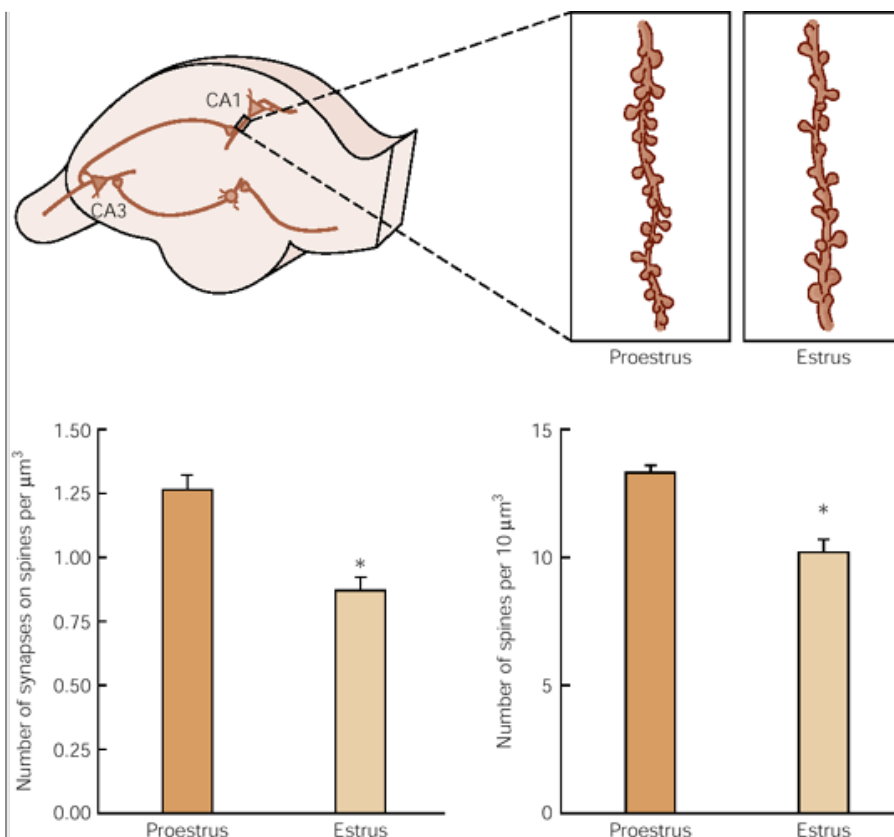 CA1
CA3
Proestrus
Estrus
Number of synapses on spines per μm³
1.50
1.25
1.00
0.75
0.50
0.25
0.00
*
Proestrus
Estrus
Number of spines per 10 μm³
15
10
5
0
*
Proestrus
Estrus